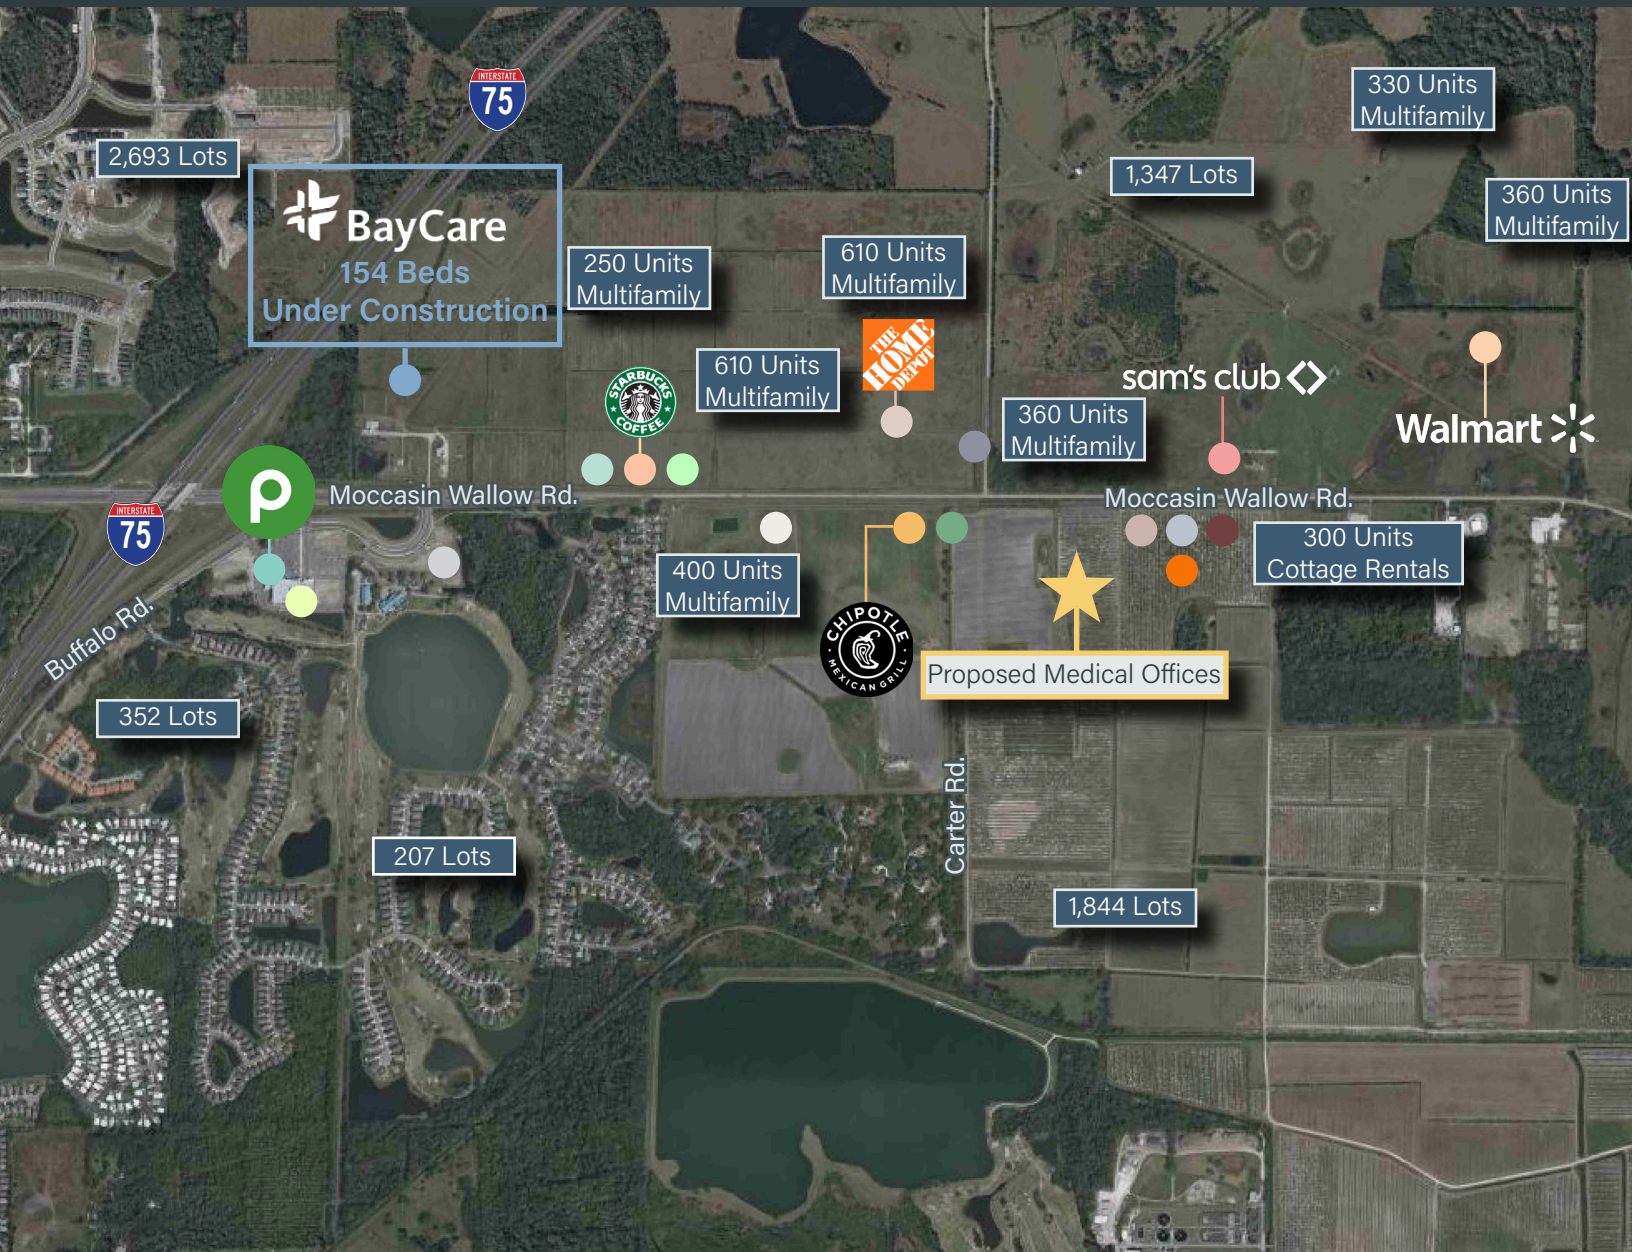 INTERSTATE
75
330 Units
Multifamily
2,693 Lots
1,347 Lots
360 Units
Multifamily
BayCare
154 Beds
Under Construction
250 Units
Multifamily
610 Units
Multifamily
THE
HOME
DEPOT
610 Units
Multifamily
STARBUCKS
COFFEE
sam's club
360 Units
Multifamily
Walmart
p
Moccasin Wallow Rd.
Moccasin Wallow Rd.
INTERSTATE
75
300 Units
Cottage Rentals
400 Units
Multifamily
Buffalo Rd.
CHIPOTLE
MEXICAN GRILL
Proposed Medical Offices
352 Lots
Carter Rd.
207 Lots
1,844 Lots